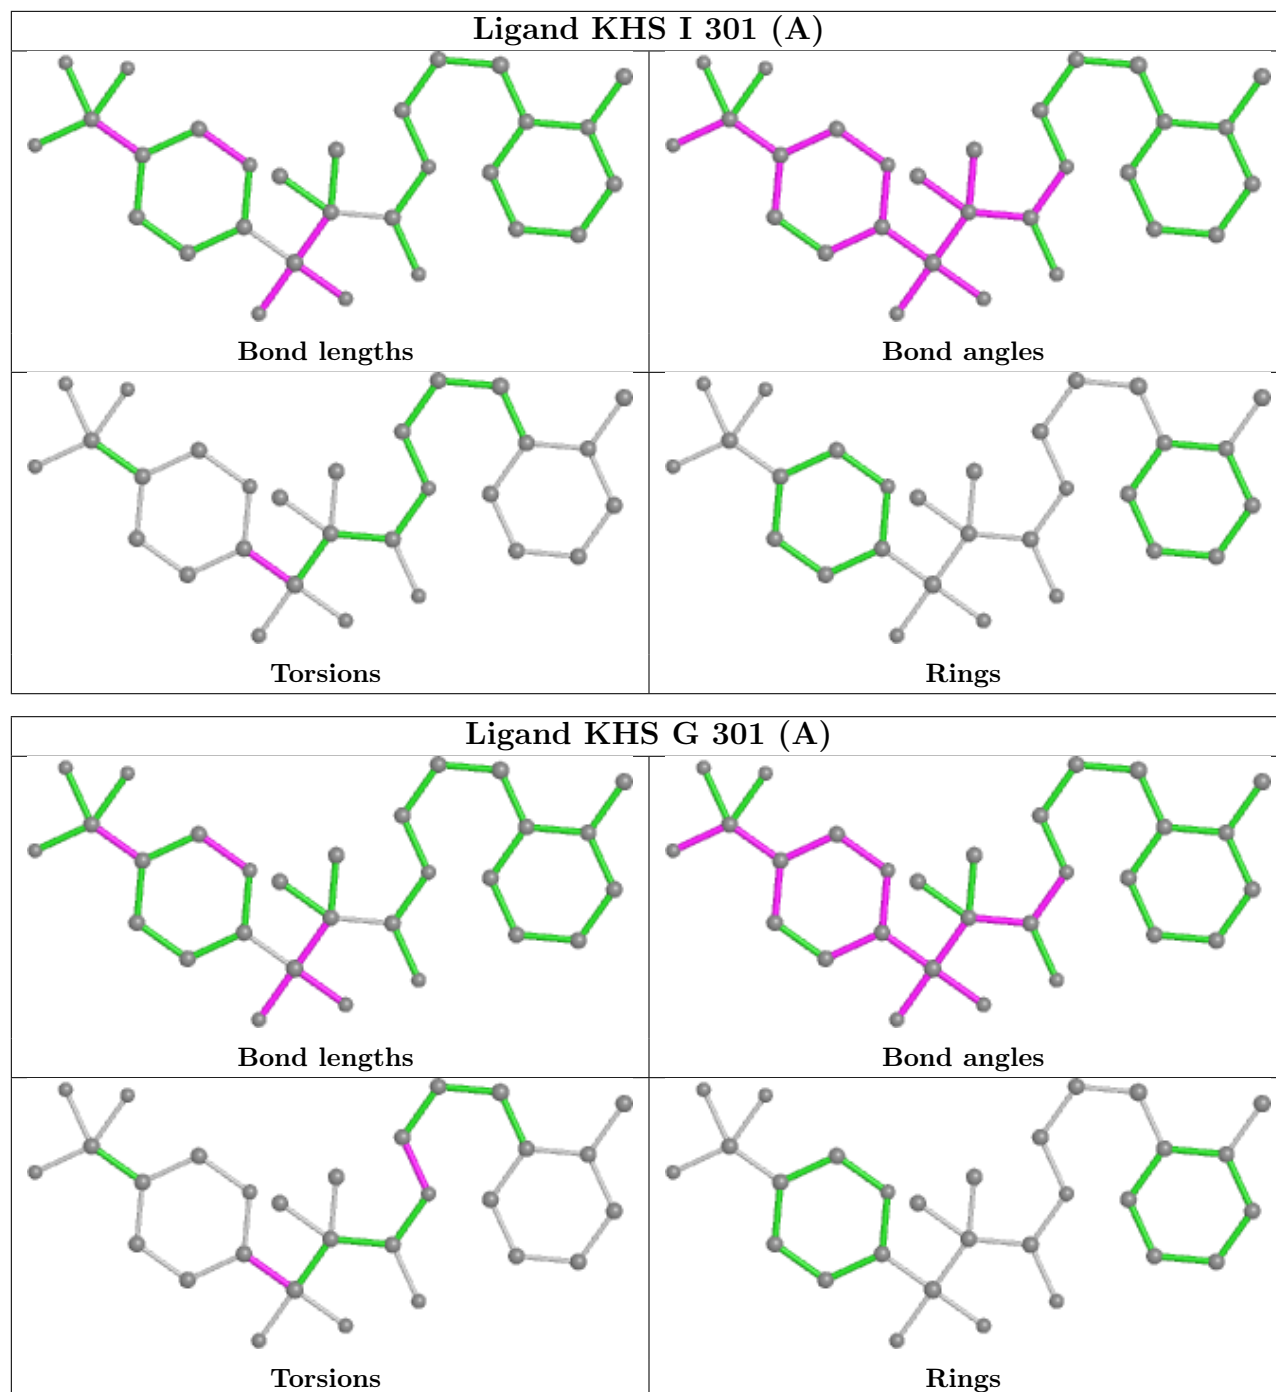 Ligand KHS I 301 (A)
Bond lengths
Bond angles
Torsions
Rings
Ligand KHS G 301 (A)
Bond lengths
Bond angles
Torsions
Rings